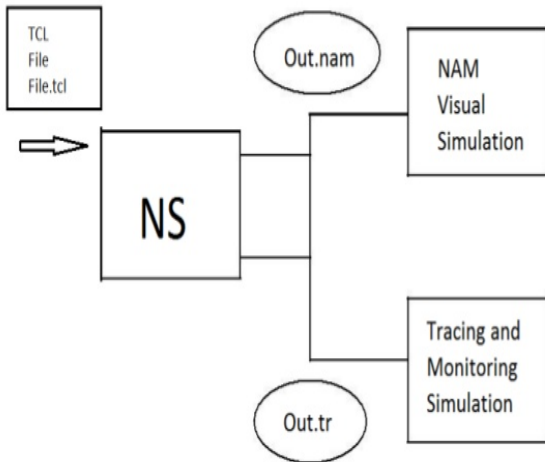 TCL
File
File.tcl
Out.nam
NAM
Visual
Simulation
NS
Tracing and
Monitoring
Simulation
Out.tr